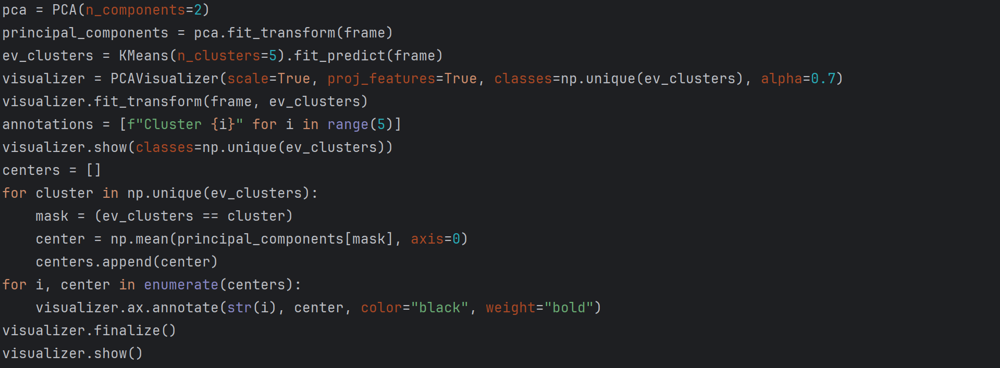 pca = PCA(n_components=2)
principal_components = pca.fit_transform(frame)
ev_clusters = KMeans(n_clusters=5).fit_predict(frame)
visualizer = PCAVisualizer(scale=True, proj_features=True, classes=np.unique(ev_clusters), alpha=0.7)
visualizer.fit_transform(frame, ev_clusters)
annotations = [f"Cluster {i}" for i in range(5)]
visualizer.show(classes=np.unique(ev_clusters))
centers = []
for cluster in np.unique(ev_clusters):
    mask = (ev_clusters == cluster)
    center = np.mean(principal_components[mask], axis=0)
    centers.append(center)
for i, center in enumerate(centers):
    visualizer.ax.annotate(str(i), center, color="black", weight="bold")
visualizer.finalize()
visualizer.show()